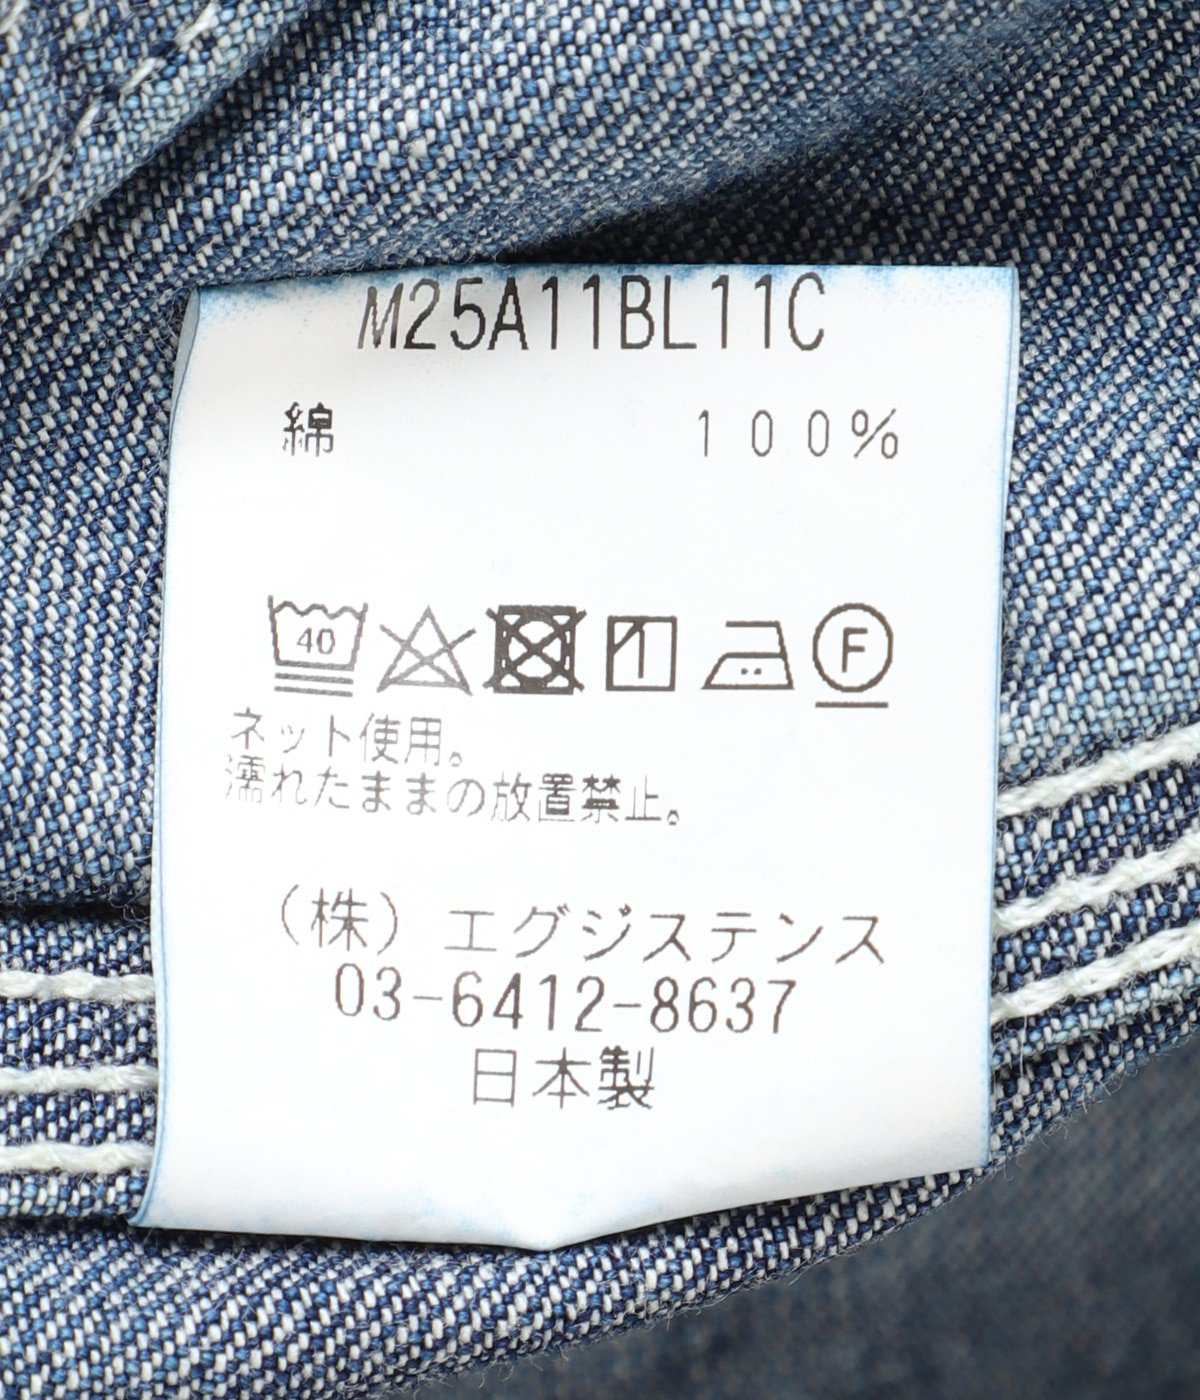 M25A11BL11C
綿 100%
40
F
ネット使用。
濡れたままの放置禁止。
(株)エグジステンス
03-6412-8637
日本製